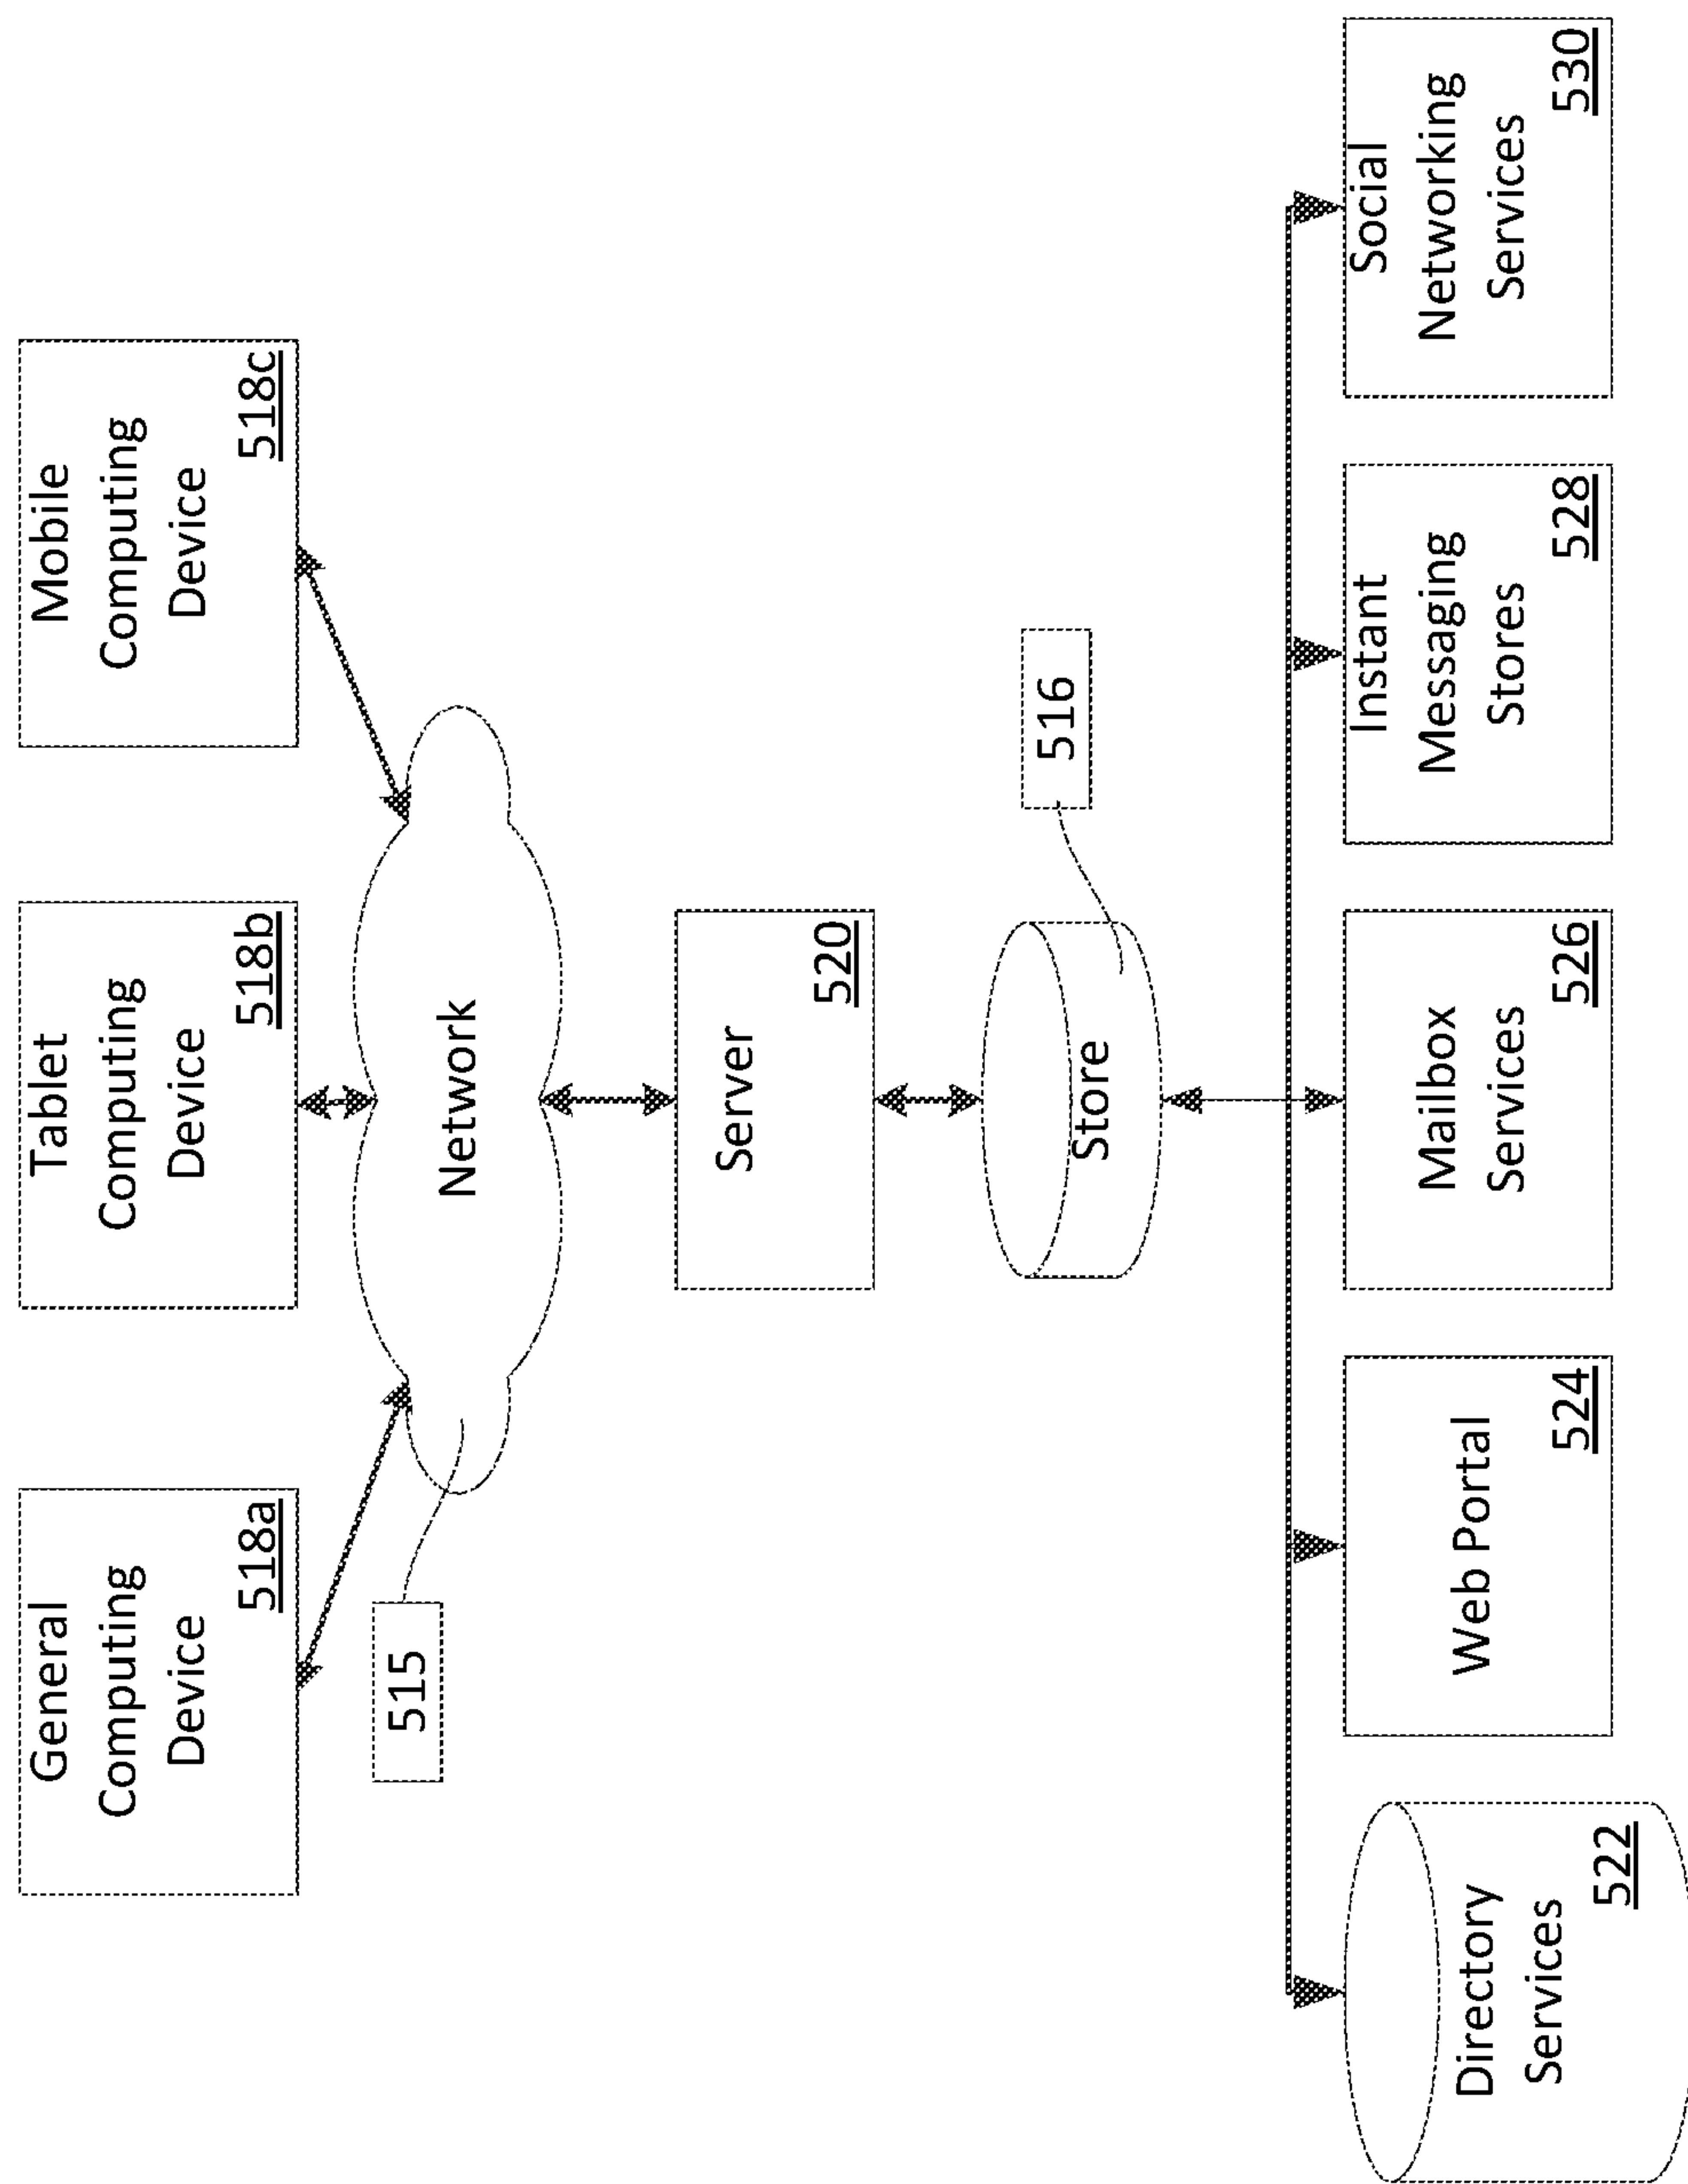 General
Computing
Device
518a
Tablet
Computing
Device
518b
Mobile
Computing
Device
518c
515
Network
Server
520
516
Store
Directory
Services
522
Web Portal
524
Mailbox
Services
526
Instant
Messaging
Stores
528
Social
Networking
Services
530